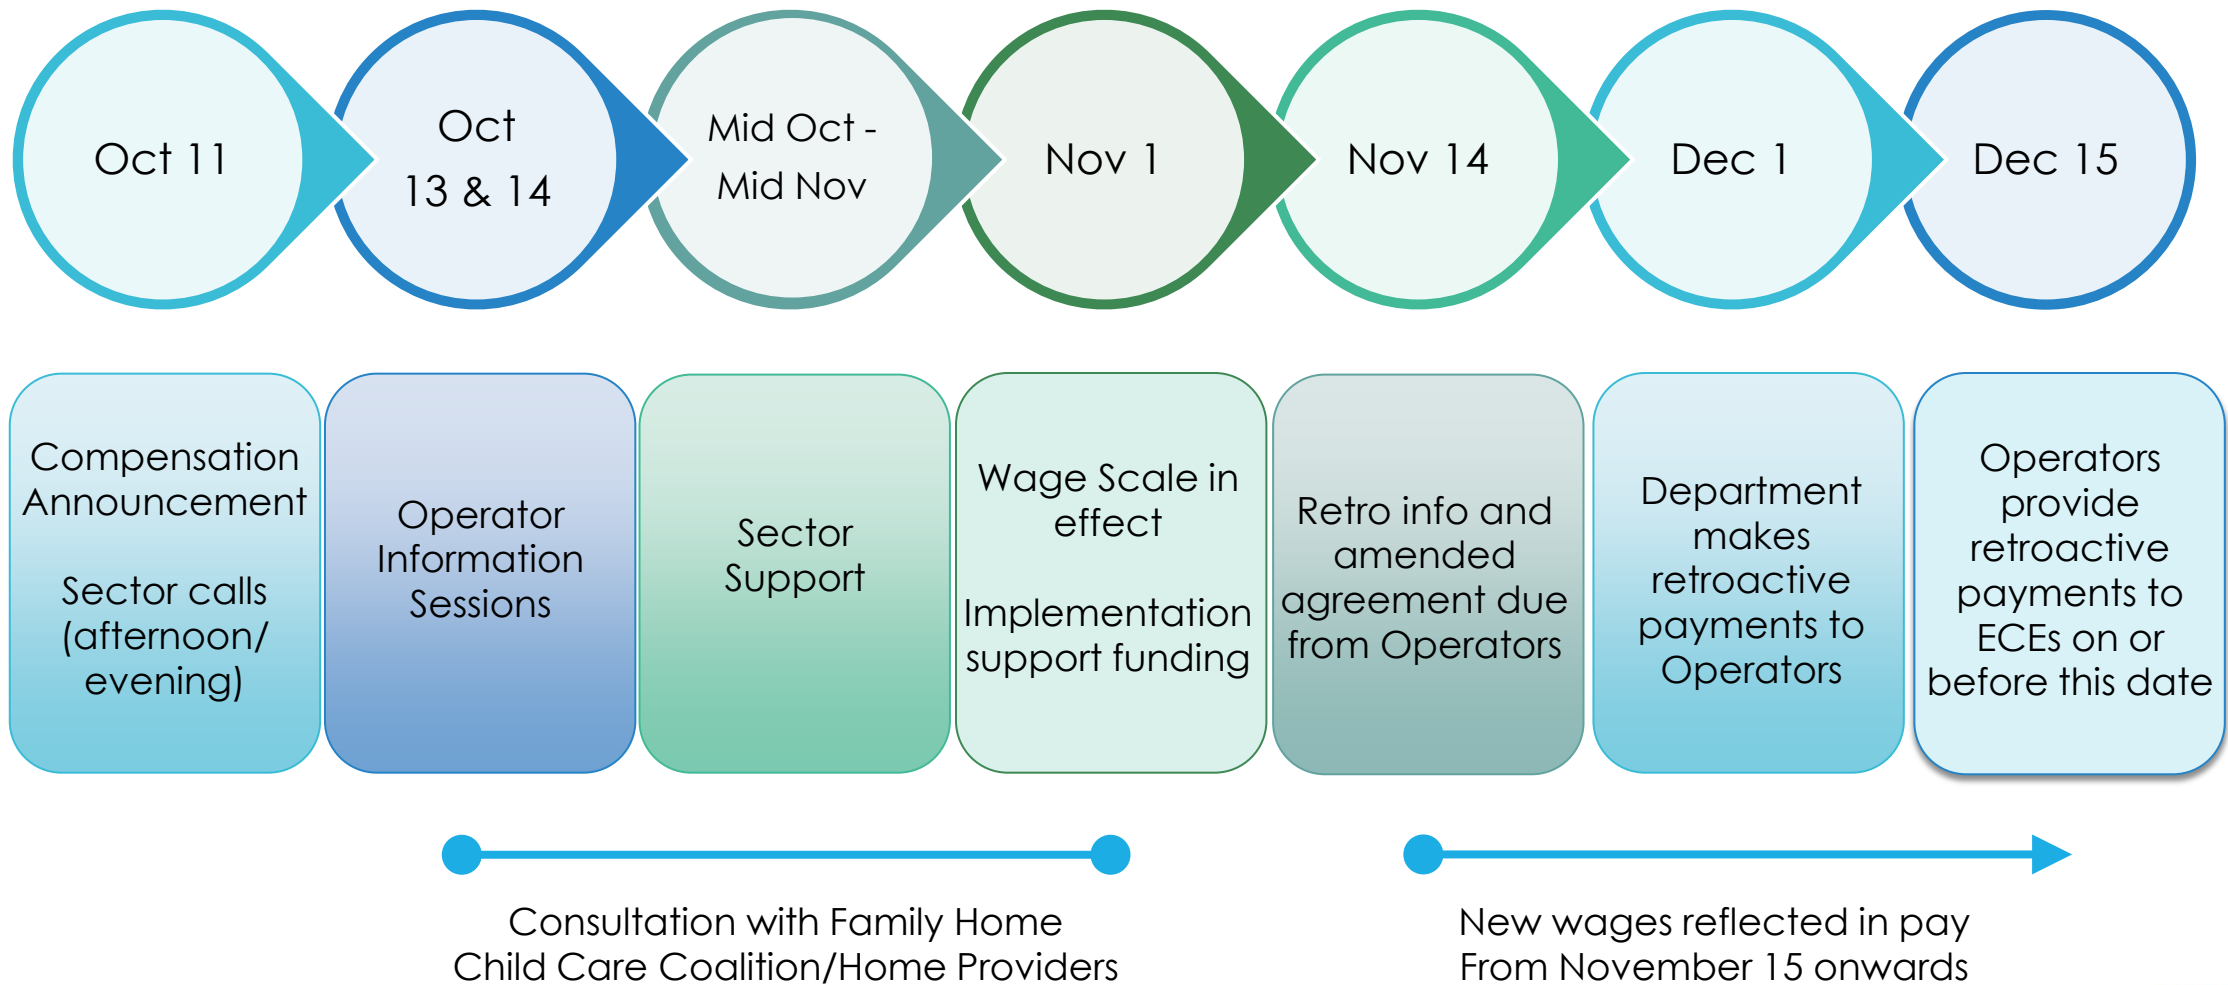 Oct 11
Oct
13 & 14
Mid Oct -
Mid Nov
Nov 1
Nov 14
Dec 1
Dec 15
Compensation
Announcement
Sector calls
(afternoon/
evening)
Operator
Information
Sessions
Sector
Support
Wage Scale in
effect
Implementation
support funding
Retro info and
amended
agreement due
from Operators
Department
makes
retroactive
payments to
Operators
Operators
provide
retroactive
payments to
ECEs on or
before this date
Consultation with Family Home
Child Care Coalition/Home Providers
New wages reflected in pay
From November 15 onwards